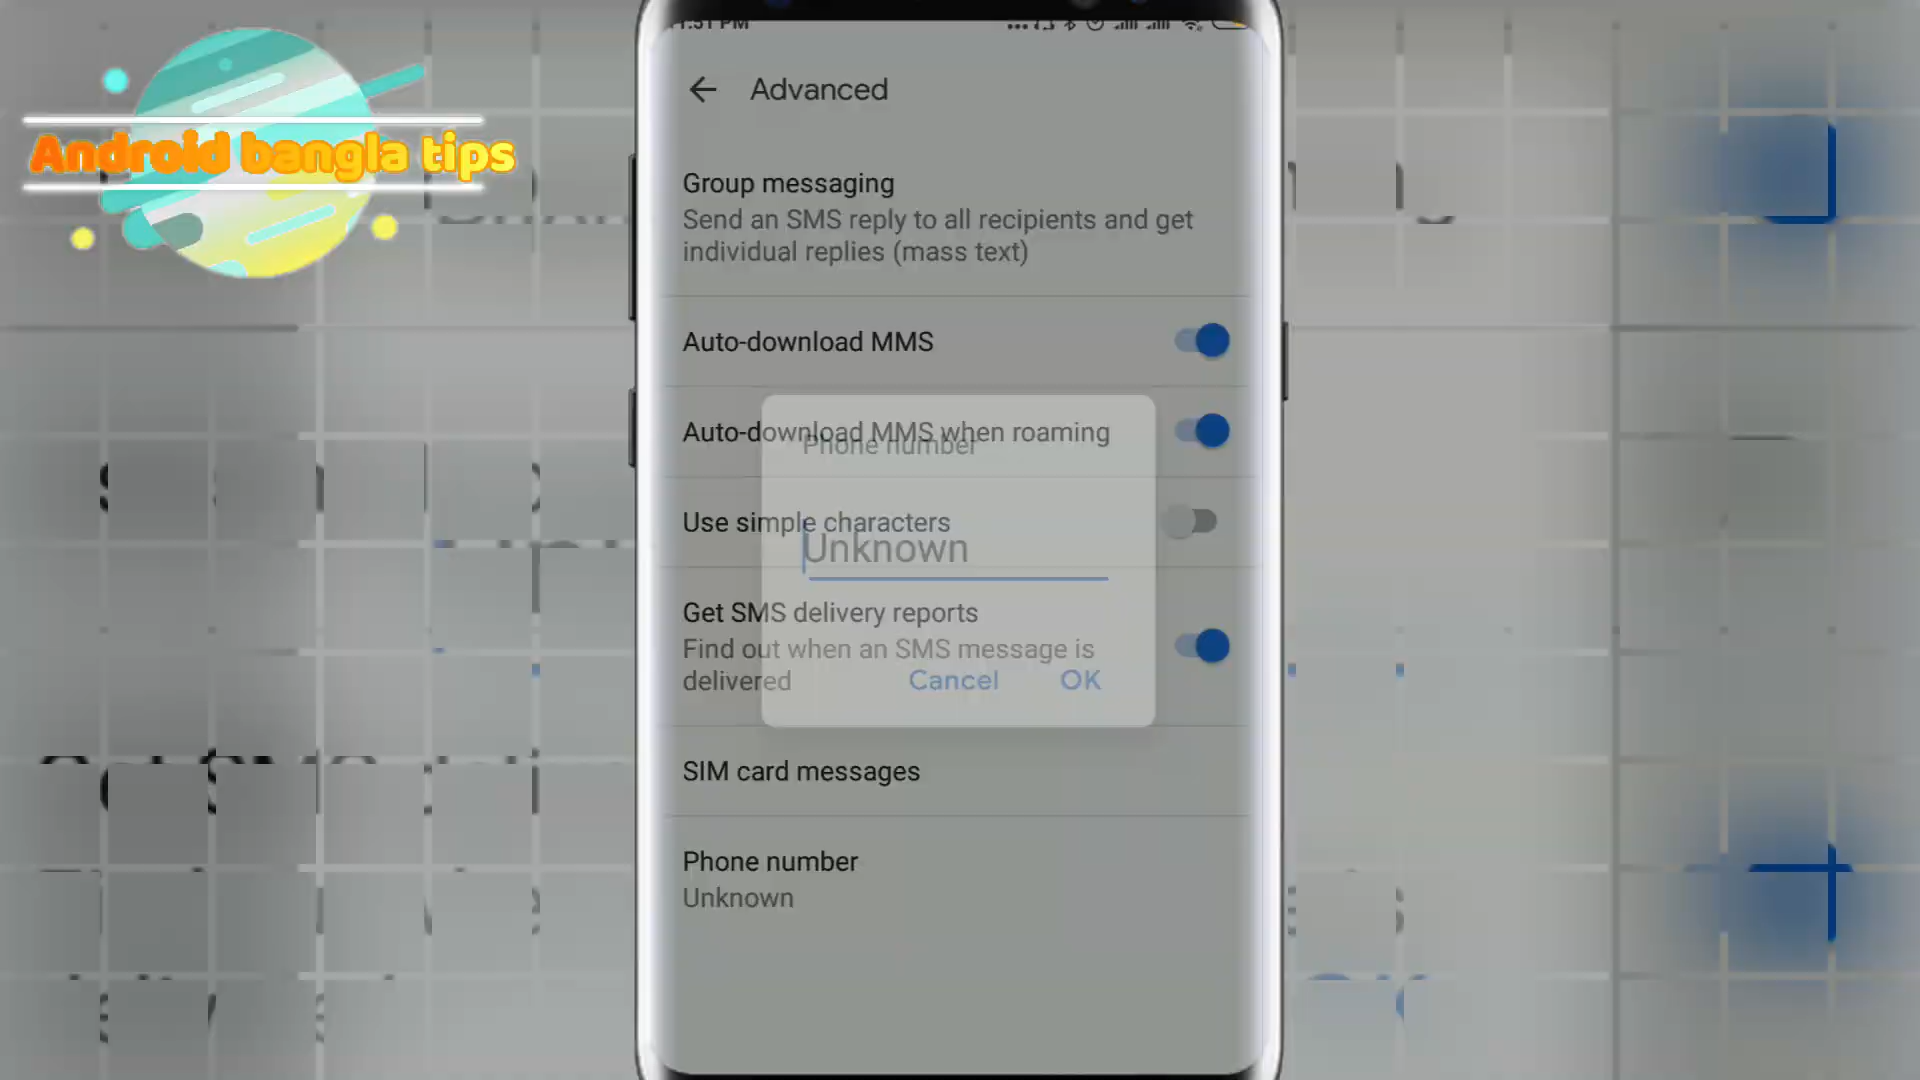 Android bangla tips
Advanced
Group messaging
Send an SMS reply to all recipients and get
individual replies (mass text)
Auto-download MMS
Auto-download MMS when roaming
Phone number
Use simple characters
Unknown
Get SMS delivery reports
Find out when an SMS message is
delivered
Cancel OK
SIM card messages
Phone number
Unknown